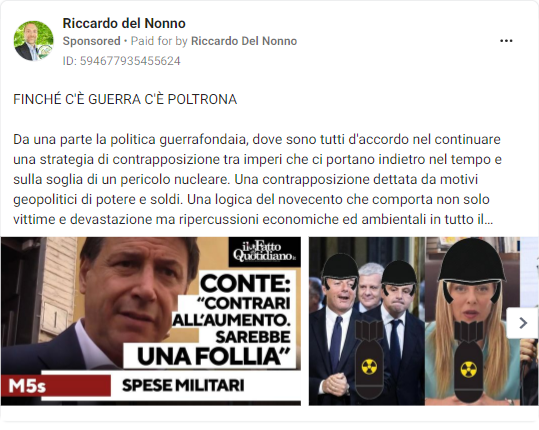 Riccardo del Nonno
Sponsored • Paid for by Riccardo Del Nonno
ID: 594677935455624
FINCHÉ C'È GUERRA C'È POLTRONA
Da una parte la politica guerrafondaia, dove sono tutti d'accordo nel continuare
una strategia di contrapposizione tra imperi che ci portano indietro nel tempo e
sulla soglia di un pericolo nucleare. Una contrapposizione dettata da motivi
geopolitici di potere e soldi. Una logica del novecento che comporta non solo
vittime e devastazione ma ripercussioni economiche ed ambientali in tutto il...
il Fatto
Quotidiano
CONTE:
"CONTRARI
ALL'AUMENTO.
SAREBBE
UNA FOLLIA"
M5s
SPESE MILITARI